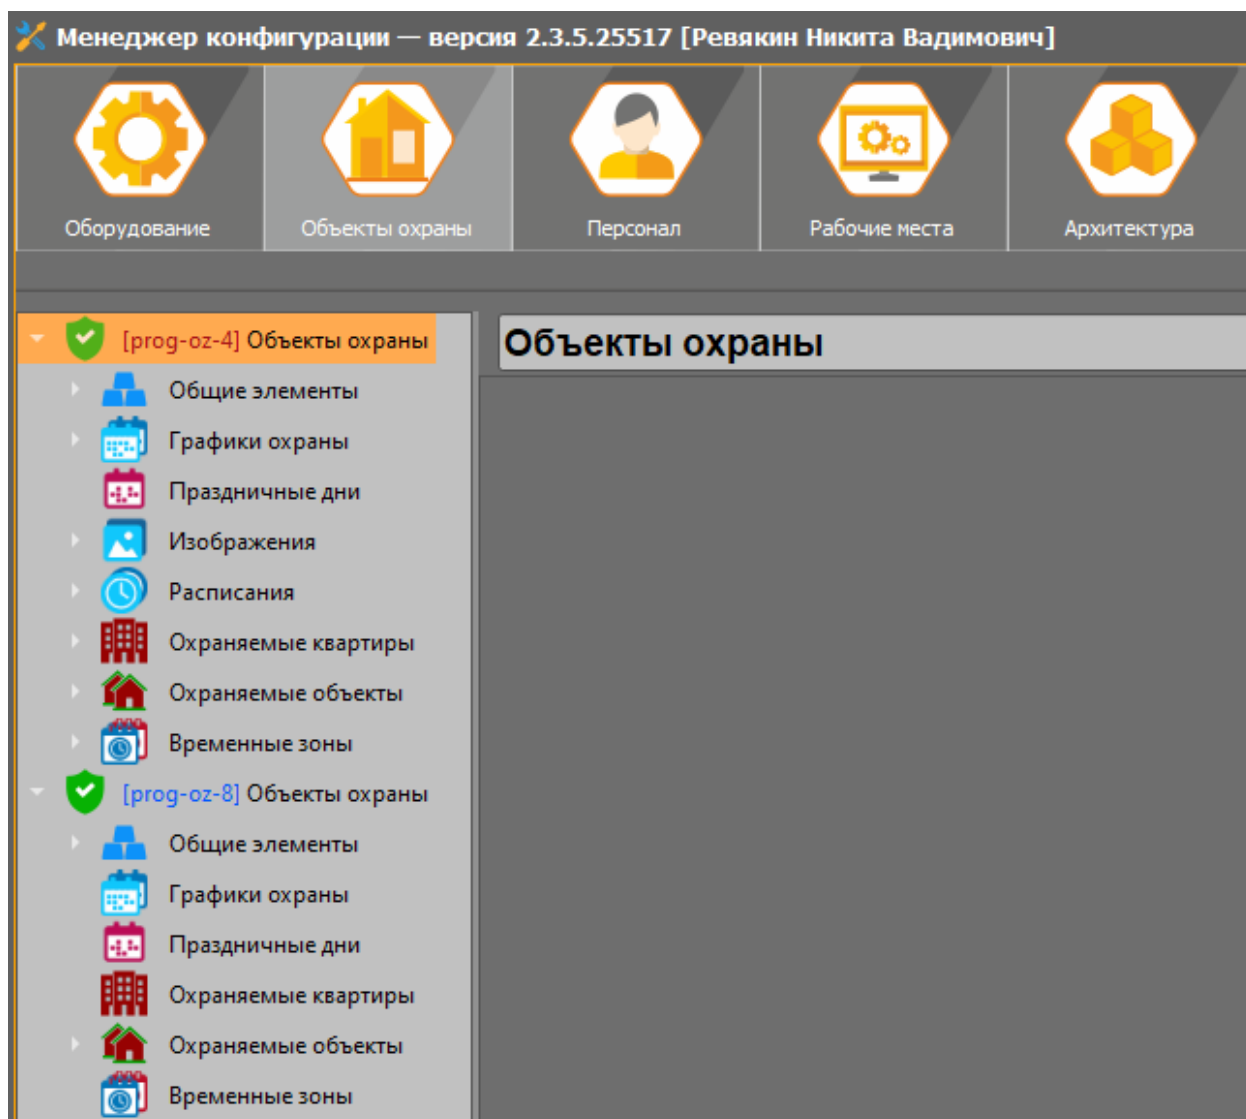 Менеджер конфигурации — версия 2.3.5.25517 [Ревякин Никита Вадимович]
Оборудование Объекты охраны Персонал Рабочие места Архитектура
[prog-oz-4] Объекты охраны
Объекты охраны
Общие элементы
Графики охраны
Праздничные дни
Изображения
Расписания
Охраняемые квартиры
Охраняемые объекты
Временные зоны
[prog-oz-8] Объекты охраны
Общие элементы
Графики охраны
Праздничные дни
Охраняемые квартиры
Охраняемые объекты
Временные зоны